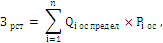 З рст = n ∑ i=1 Q i ос предел × P i ос ,